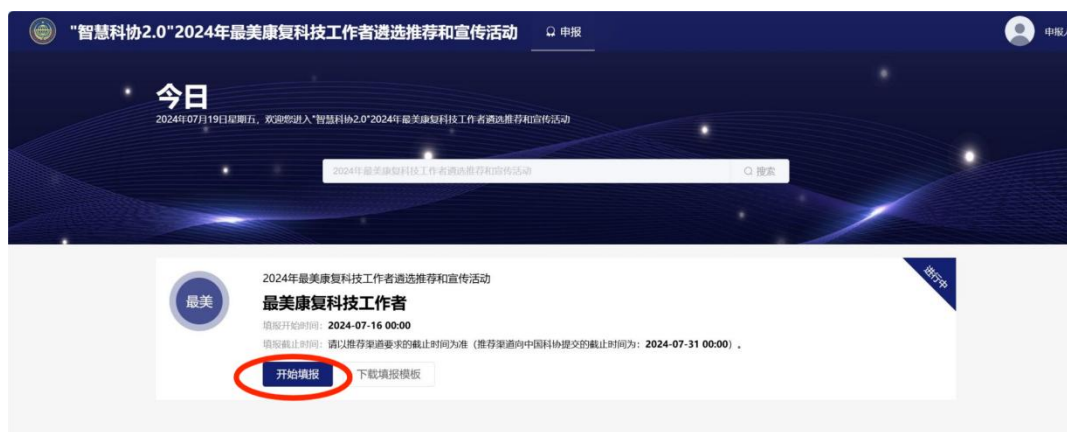 "智慧科协2.0"2024年最美康复科技工作者遴选推荐和宣传活动 申报 申报人
今日
2024年07月19日星期五，欢迎您进入"智慧科协2.0"2024年最美康复科技工作者遴选推荐和宣传活动
2024年最美康复科技工作者遴选推荐和宣传活动 搜索
进行中
2024年最美康复科技工作者遴选推荐和宣传活动
最美
最美康复科技工作者
填报开始时间：2024-07-16 00:00
填报截止时间：请以推荐渠道要求的截止时间为准（推荐渠道向中国科协提交的截止时间为：2024-07-31 00:00）。
开始填报 下载填报模板